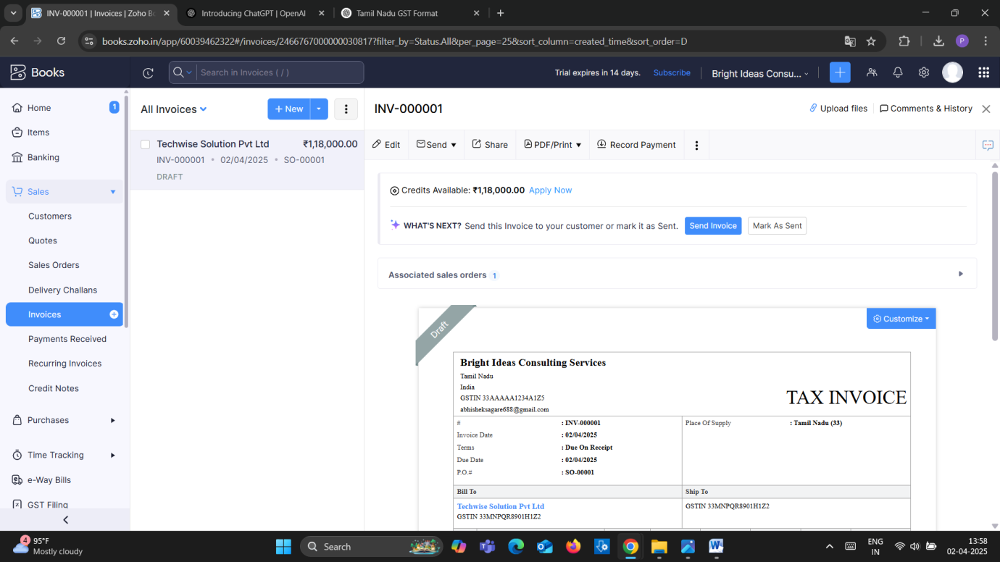 INV-000001 | Invoices | Zoho Bo
Introducing ChatGPT | OpenAI
Tamil Nadu GST Format
books.zoho.in/app/60039462322#/invoices/2466767000000030817?filter_by=Status.All&per_page=25&sort_column=created_time&sort_order=D
P
Books
Search in Invoices ( / )
Trial expires in 14 days.
Subscribe
Bright Ideas Consu...
Home
1
Items
Banking
Sales
Customers
Quotes
Sales Orders
Delivery Challans
Invoices
Payments Received
Recurring Invoices
Credit Notes
Purchases
Time Tracking
e-Way Bills
GST Filing
All Invoices
+ New
Techwise Solution Pvt Ltd ₹1,18,000.00
INV-000001 • 02/04/2025 • SO-00001
DRAFT
INV-000001
Upload files
Comments & History
Edit
Send
Share
PDF/Print
Record Payment
Credits Available: ₹1,18,000.00 Apply Now
WHAT'S NEXT? Send this Invoice to your customer or mark it as Sent.
Send Invoice
Mark As Sent
Associated sales orders 1
Draft
Customize
Bright Ideas Consulting Services
Tamil Nadu
India
GSTIN 33AAAAA1234A1Z5
abhisheksagare688@gmail.com
TAX INVOICE
# : INV-000001
Invoice Date : 02/04/2025
Terms : Due On Receipt
Due Date : 02/04/2025
P.O.# : SO-00001
Place Of Supply : Tamil Nadu (33)
Bill To
Ship To
Techwise Solution Pvt Ltd
GSTIN 33MNPQR8901H1Z2
GSTIN 33MNPQR8901H1Z2
4
95°F
Mostly cloudy
Search
ENG
IN
13:58
02-04-2025